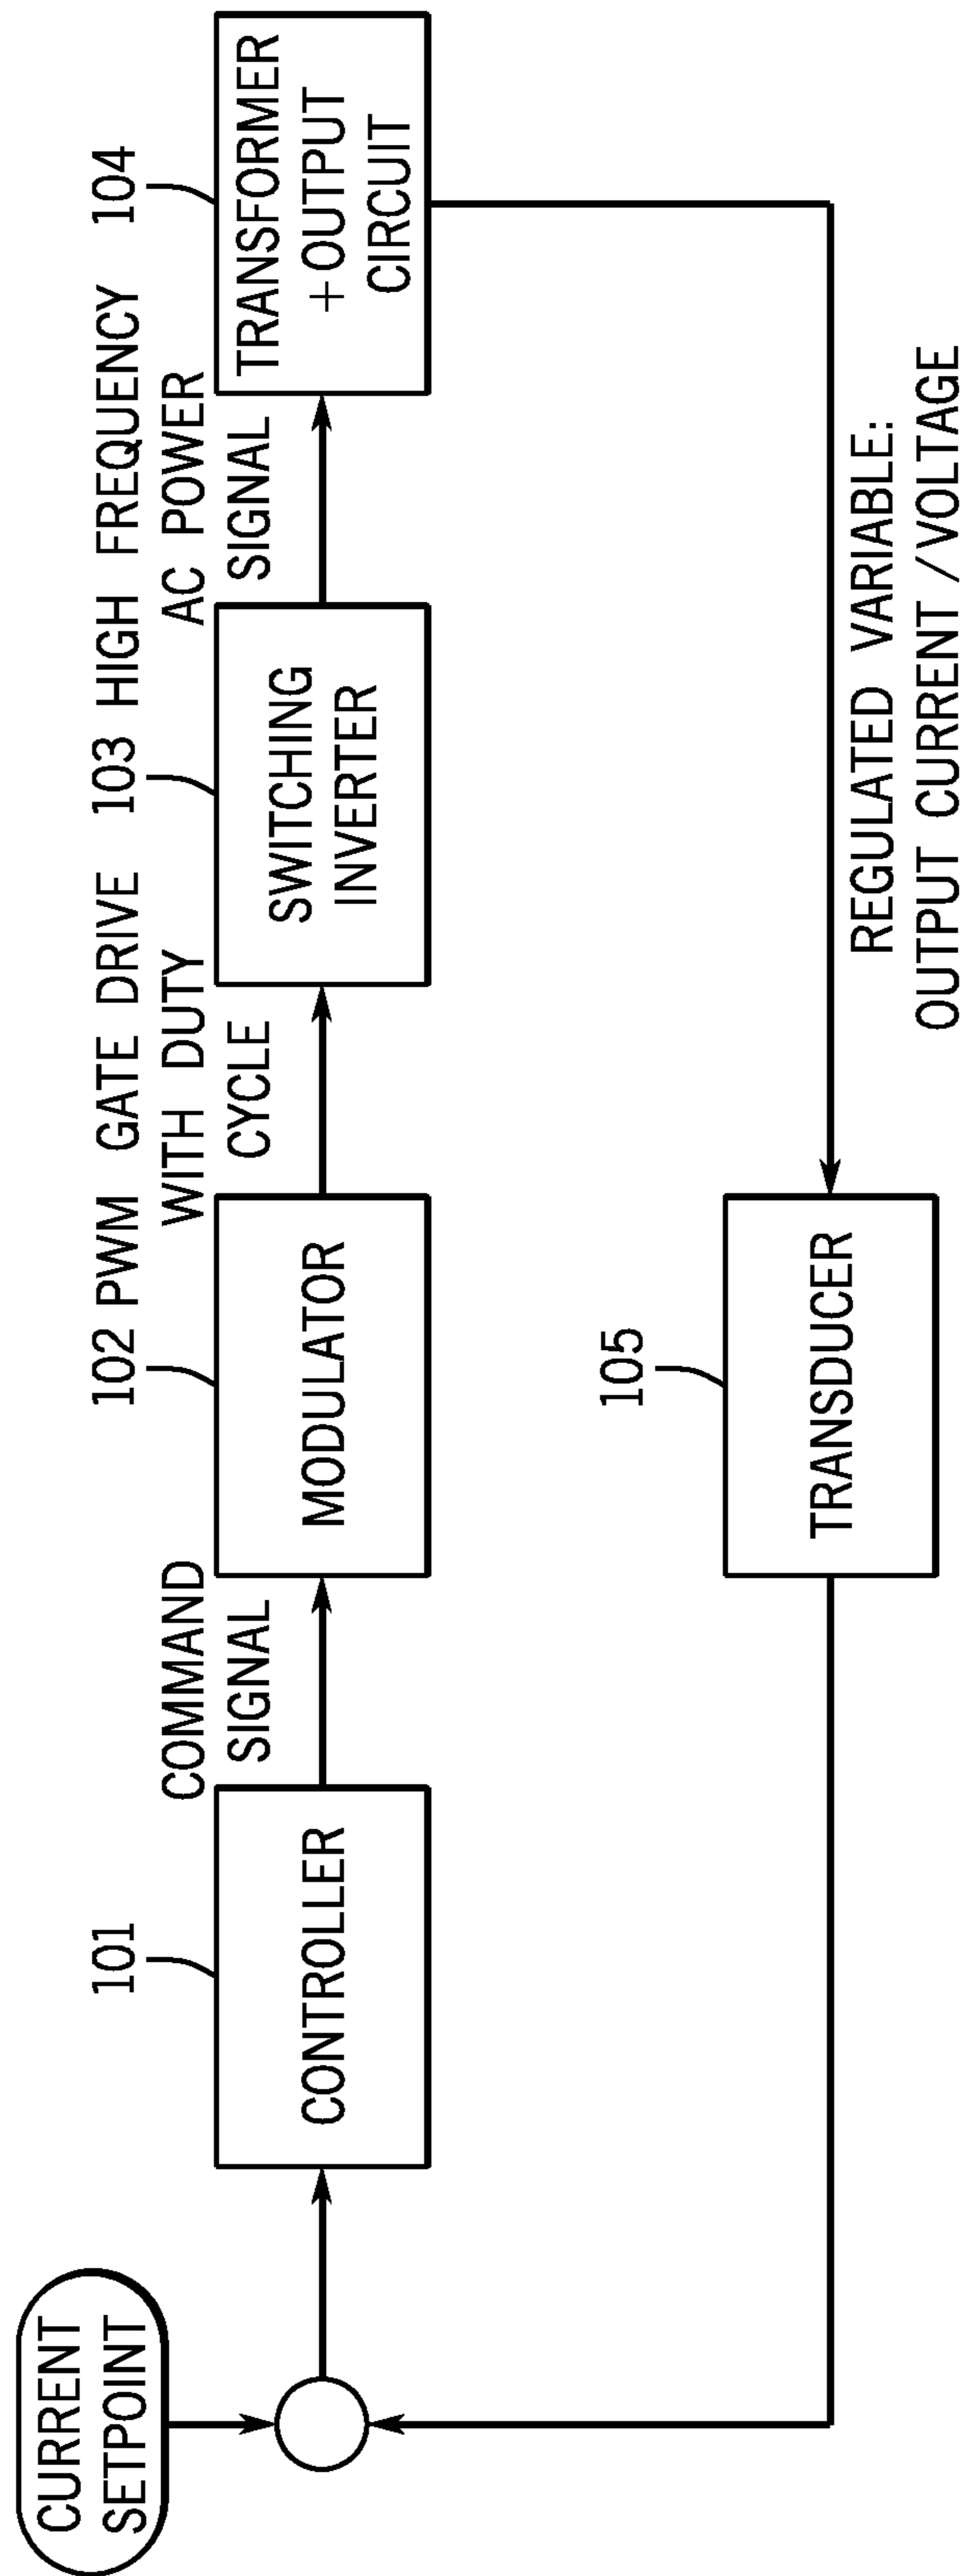 CURRENT
SETPOINT
101
CONTROLLER
COMMAND
SIGNAL
102
MODULATOR
PWM GATE DRIVE
WITH DUTY
CYCLE
103
SWITCHING
INVERTER
HIGH FREQUENCY
AC POWER
SIGNAL
104
TRANSFORMER
+OUTPUT
CIRCUIT
105
TRANSDUCER
REGULATED VARIABLE:
OUTPUT CURRENT/VOLTAGE